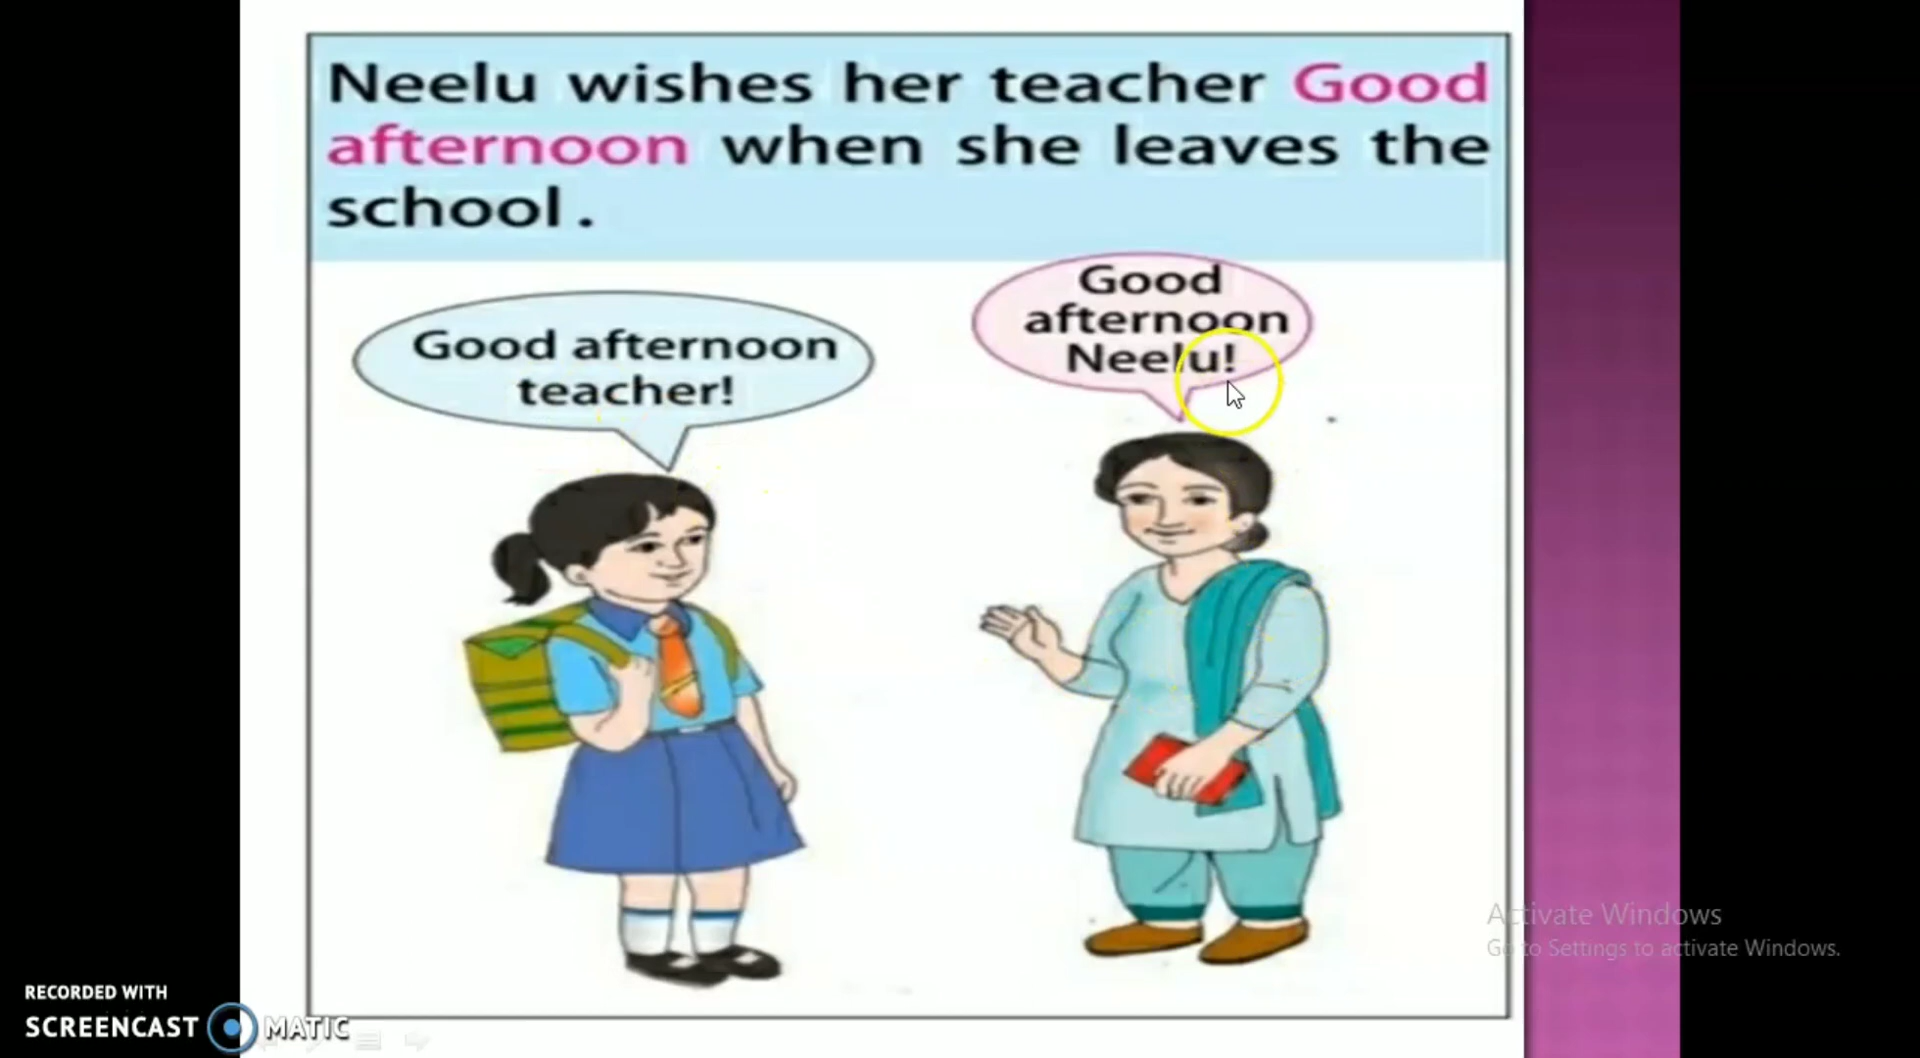 Neelu wishes her teacher Good
afternoon when she leaves the
school.
Good
afternoon
Neelu!
Good afternoon
teacher!
Activate Windows
Go to Settings to activate Windows.
RECORDED WITH
SCREENCAST MATIC